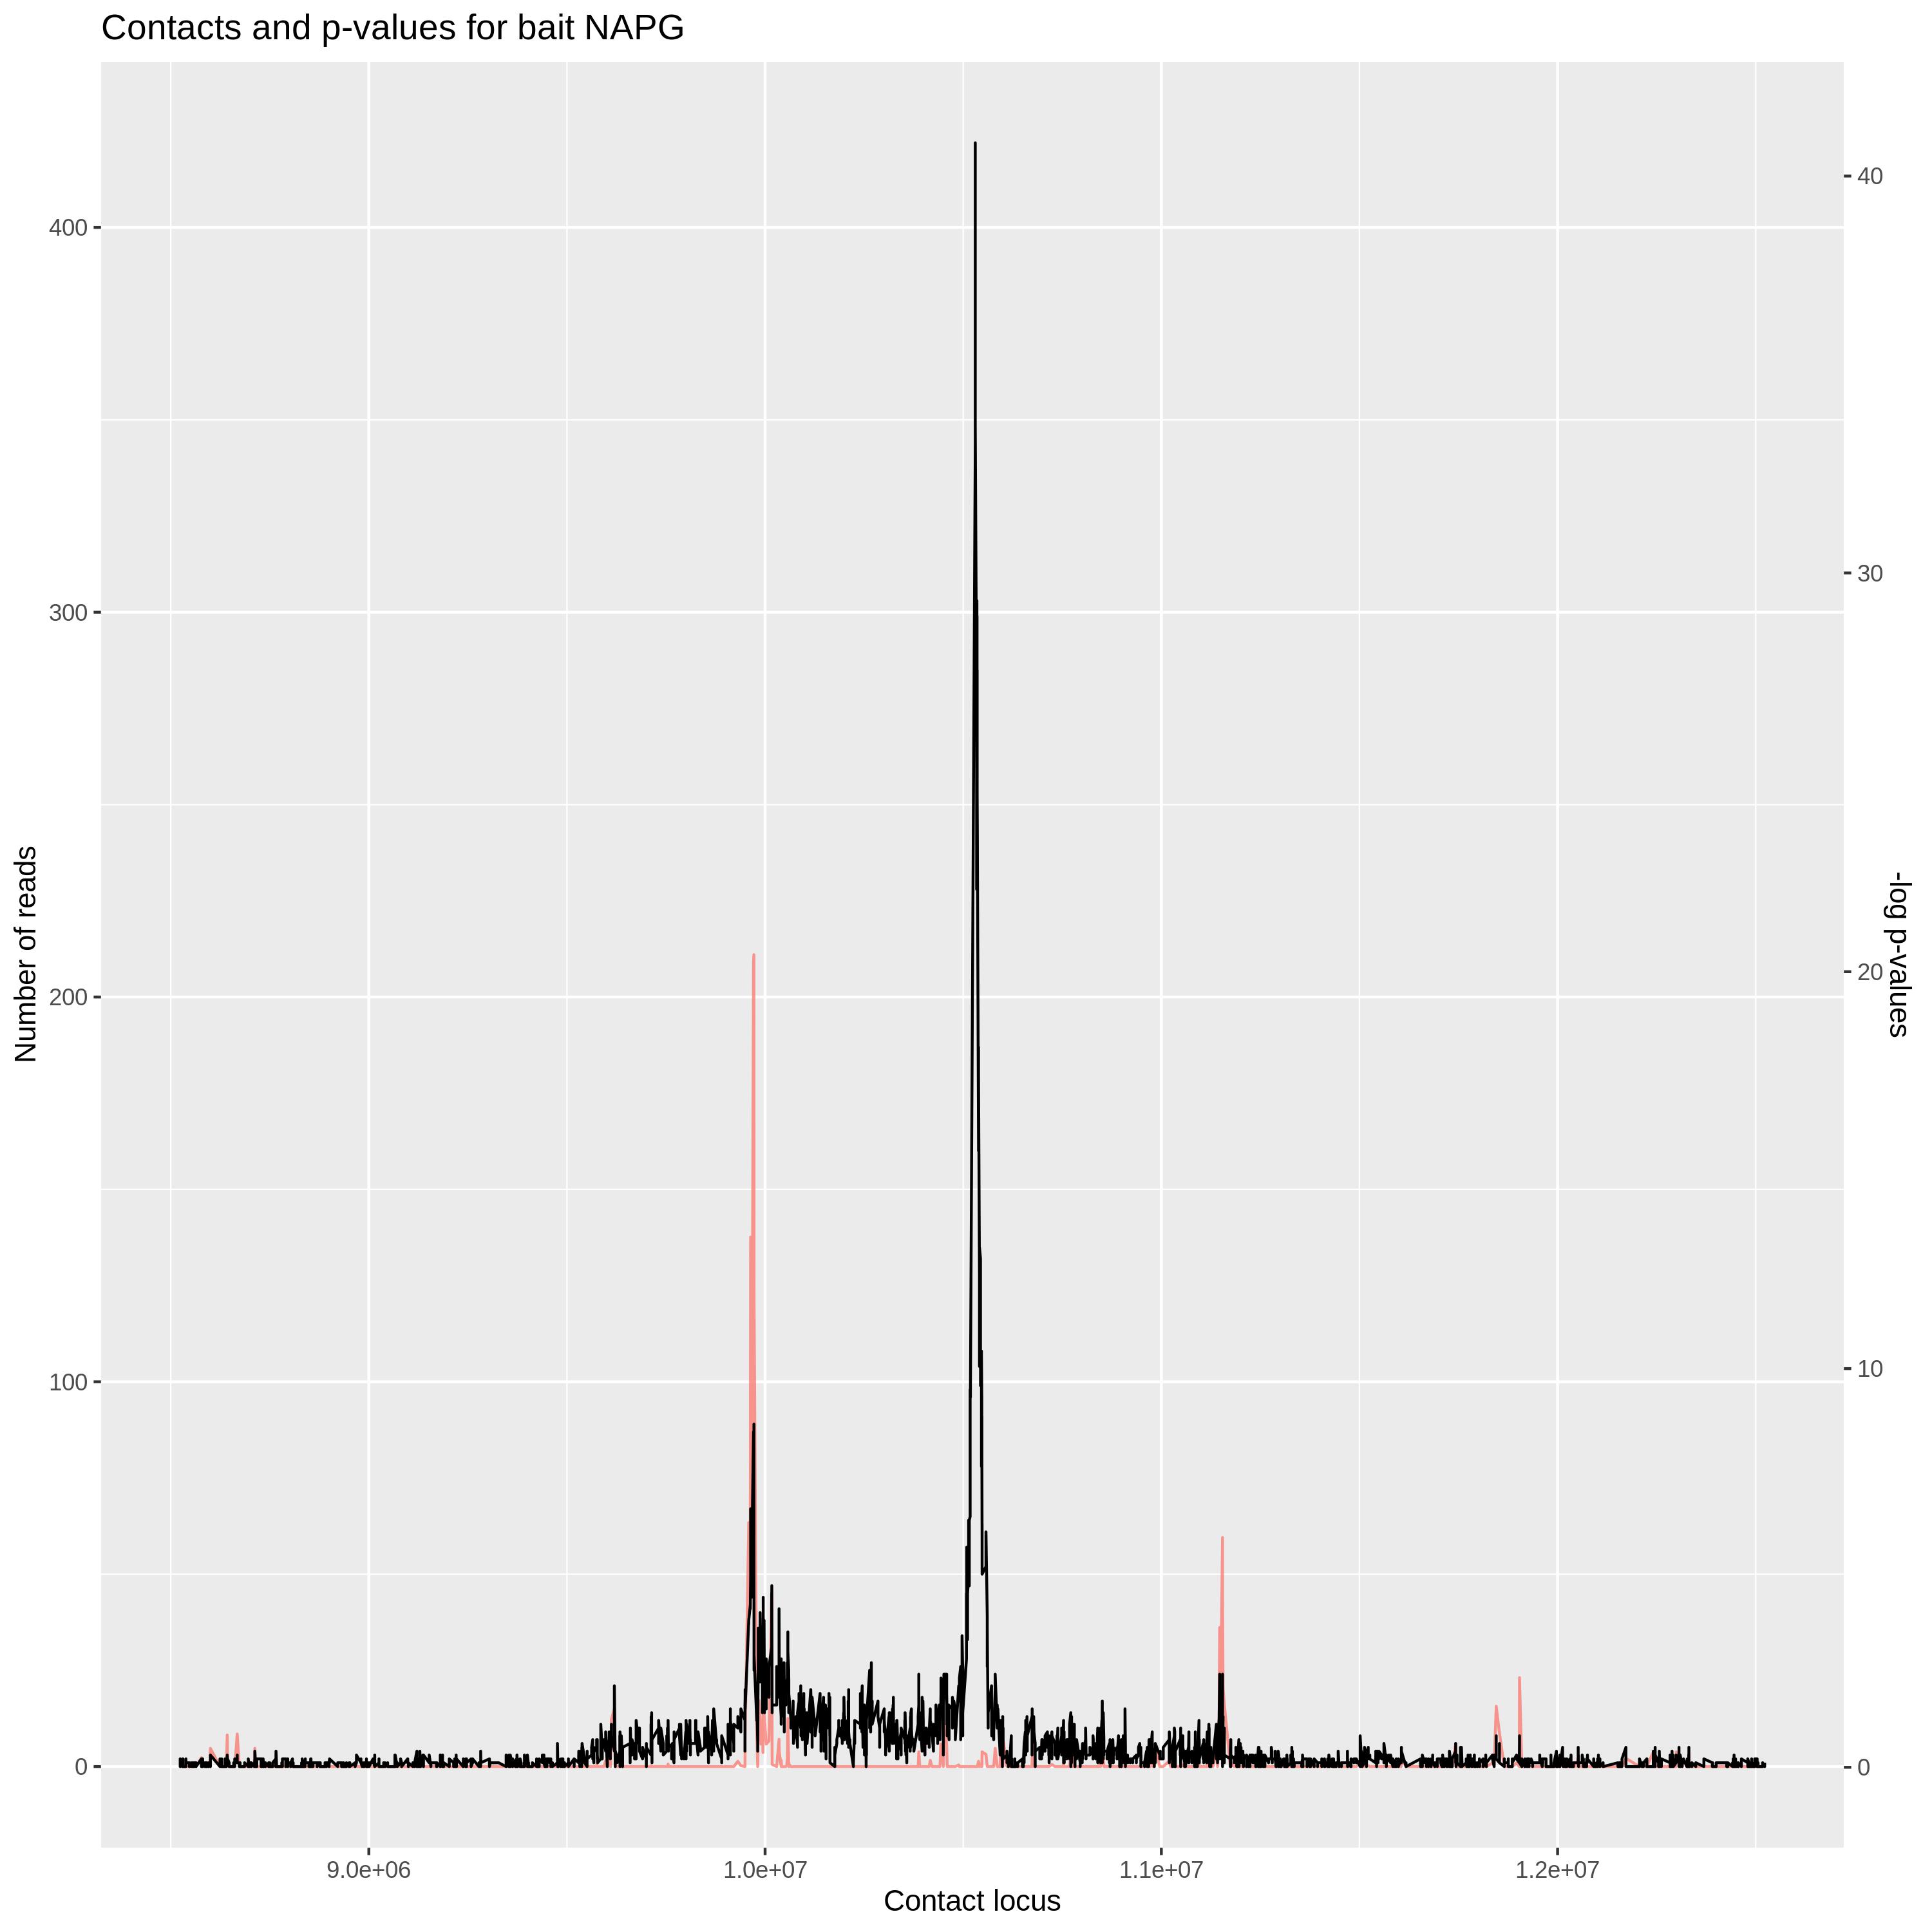 Contacts and p-values for bait NAPG
400
300
200
100
0
Number of reads
40
30
20
10
0
-log p-values
9.0e+06
1.0e+07
1.1e+07
1.2e+07
Contact locus